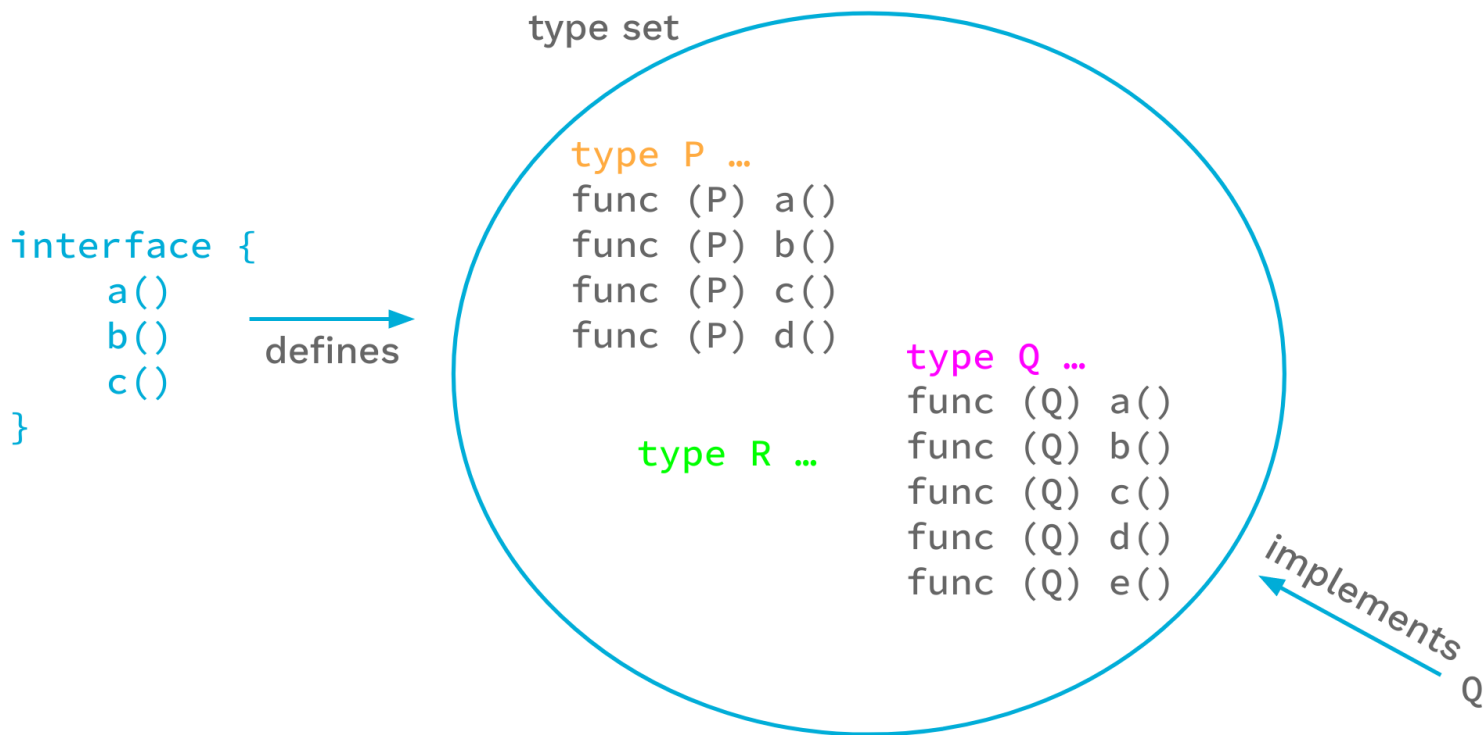 type set
interface {
a()
b()
c()
}
defines
type P …
func (P) a()
func (P) b()
func (P) c()
func (P) d()
type R …
type Q …
func (Q) a()
func (Q) b()
func (Q) c()
func (Q) d()
func (Q) e()
implements
Q